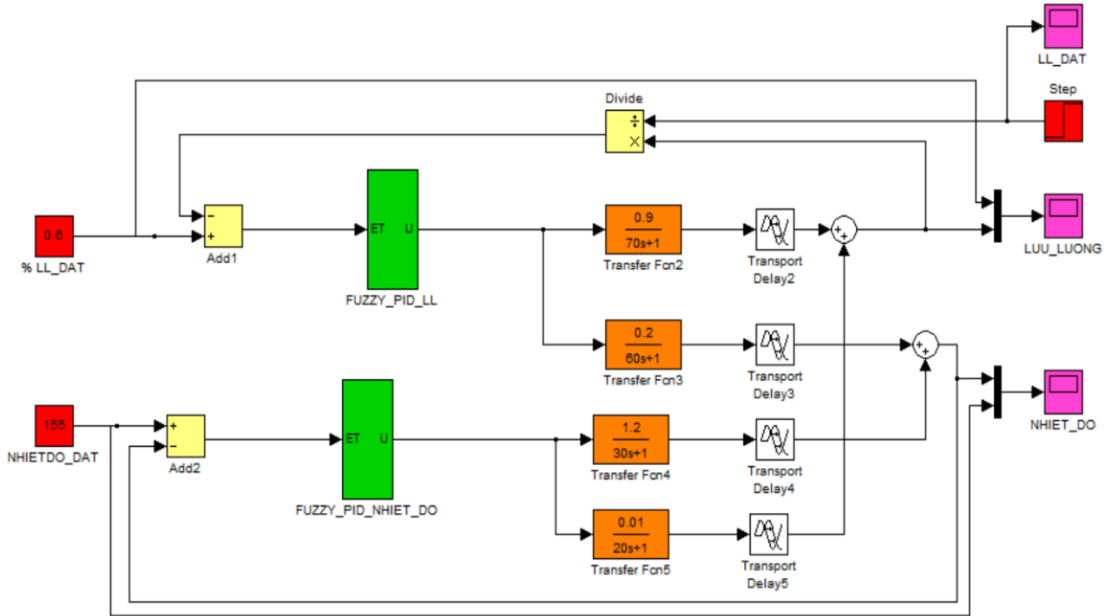 LL_DAT
Step
Divide
÷
×
−
+
Add1
0.6
% LL_DAT
ET U
FUZZY_PID_LL
0.9
70s+1
Transfer Fcn2
Transport
Delay2
+
+
LUU_LUONG
0.2
60s+1
Transfer Fcn3
Transport
Delay3
+
+
NHIET_DO
155
NHIETDO_DAT
+
−
Add2
ET U
FUZZY_PID_NHIET_DO
1.2
30s+1
Transfer Fcn4
Transport
Delay4
0.01
20s+1
Transfer Fcn5
Transport
Delay5